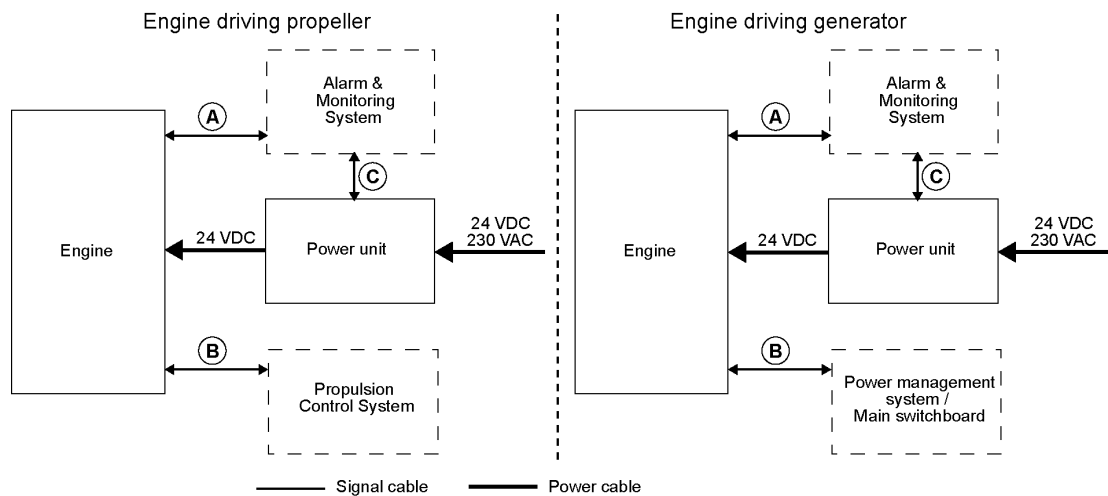 Engine driving propeller
Alarm &
Monitoring
System
A
C
24 VDC
230 VAC
24 VDC
Engine
Power unit
B
Propulsion
Control System
Engine driving generator
Alarm &
Monitoring
System
A
C
24 VDC
230 VAC
24 VDC
Engine
Power unit
B
Power management
system /
Main switchboard
Signal cable
Power cable